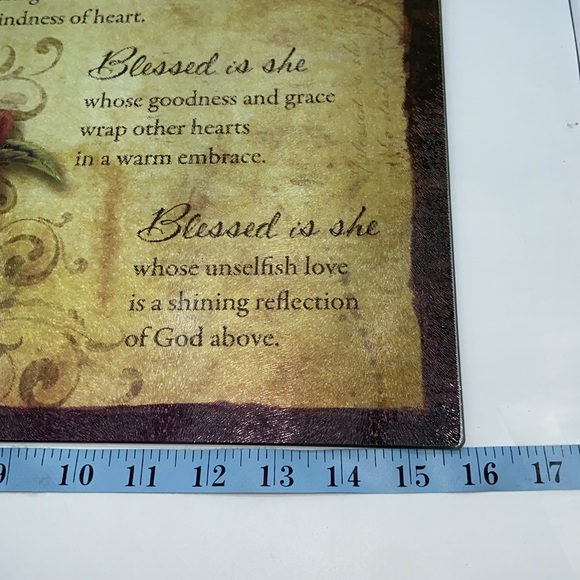 indness of heart.
Blessed is she
whose goodness and grace
wrap other hearts
in a warm embrace.
Blessed is she
whose unselfish love
is a shining reflection
of God above.
9 10 11 12 13 14 15 16 17